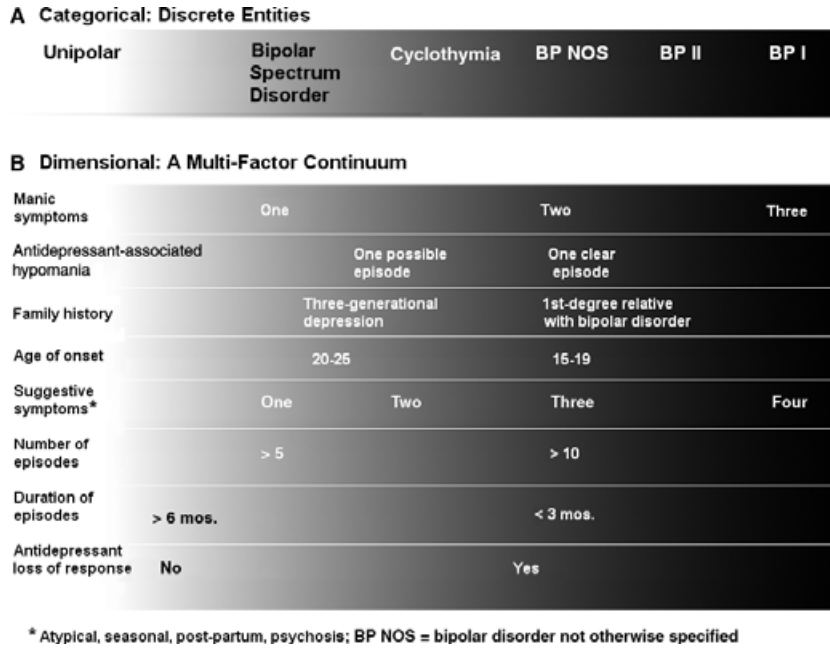 A Categorical: Discrete Entities
Unipolar
Bipolar
Spectrum
Disorder
Cyclothymia
BP NOS
BP II
BP I
B Dimensional: A Multi-Factor Continuum
Manic
symptoms
One
Two
Three
Antidepressant-associated
hypomania
One possible
episode
One clear
episode
Family history
Three-generational
depression
1st-degree relative
with bipolar disorder
Age of onset
20-25
15-19
Suggestive
symptoms*
One
Two
Three
Four
Number of
episodes
> 5
> 10
Duration of
episodes
> 6 mos.
< 3 mos.
Antidepressant
loss of response
No
Yes
* Atypical, seasonal, post-partum, psychosis; BP NOS = bipolar disorder not otherwise specified